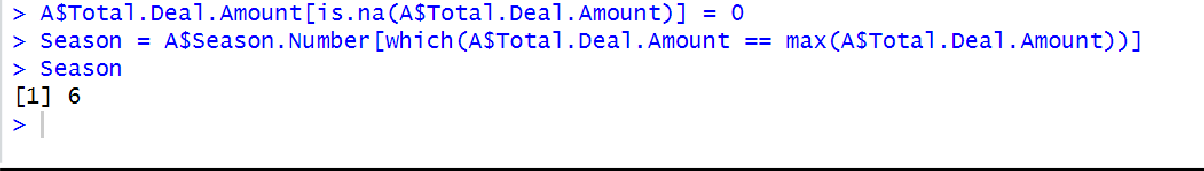 > A$Total.Deal.Amount[is.na(A$Total.Deal.Amount)] = 0
> Season = A$Season.Number[which(A$Total.Deal.Amount == max(A$Total.Deal.Amount))]
> Season
[1] 6
>